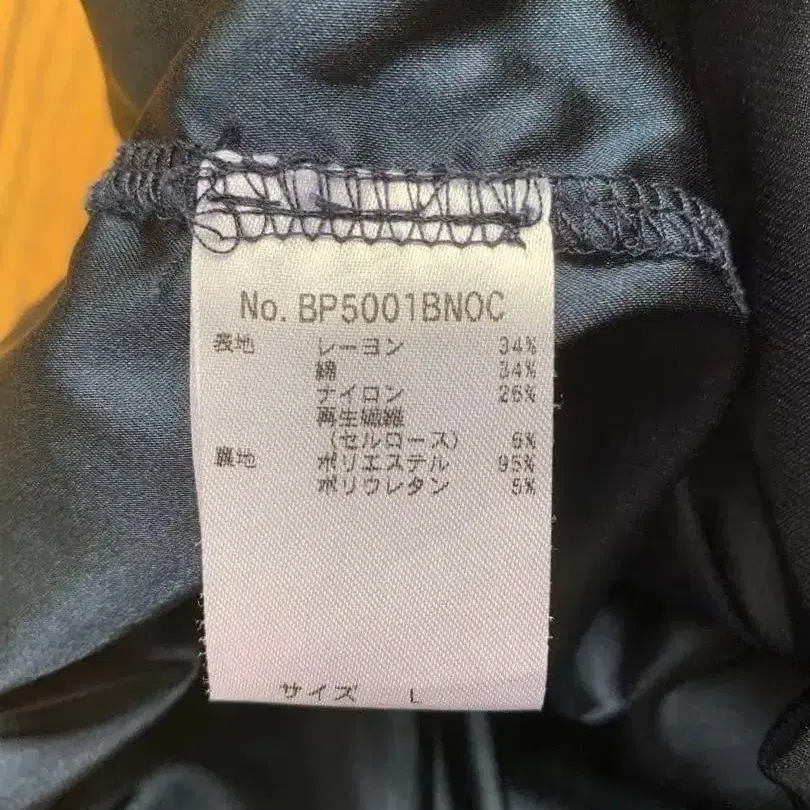 No. BP5001BNOC
表地 レーヨン 34%
綿 34%
ナイロン 26%
再生繊維
(セルロース) 6%
裏地 ポリエステル 95%
ポリウレタン 5%
サイズ L